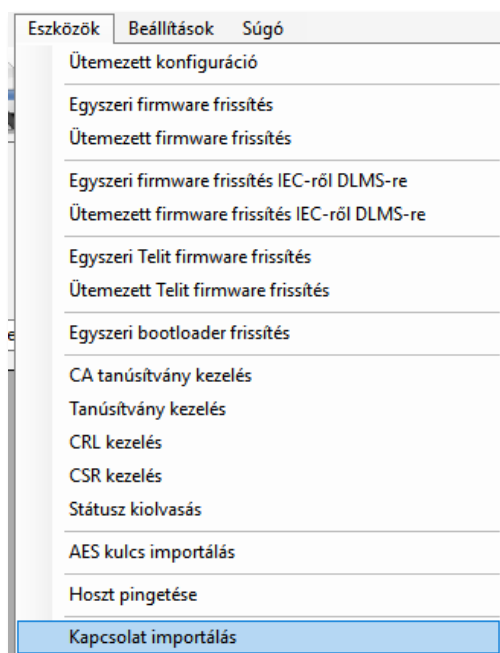 Eszközök Beállítások Súgó
Ütemezett konfiguráció
Egyszeri firmware frissítés
Ütemezett firmware frissítés
Egyszeri firmware frissítés IEC-ről DLMS-re
Ütemezett firmware frissítés IEC-ről DLMS-re
Egyszeri Telit firmware frissítés
Ütemezett Telit firmware frissítés
Egyszeri bootloader frissítés
CA tanúsítvány kezelés
Tanúsítvány kezelés
CRL kezelés
CSR kezelés
Státusz kiolvasás
AES kulcs importálás
Hoszt pingetése
Kapcsolat importálás